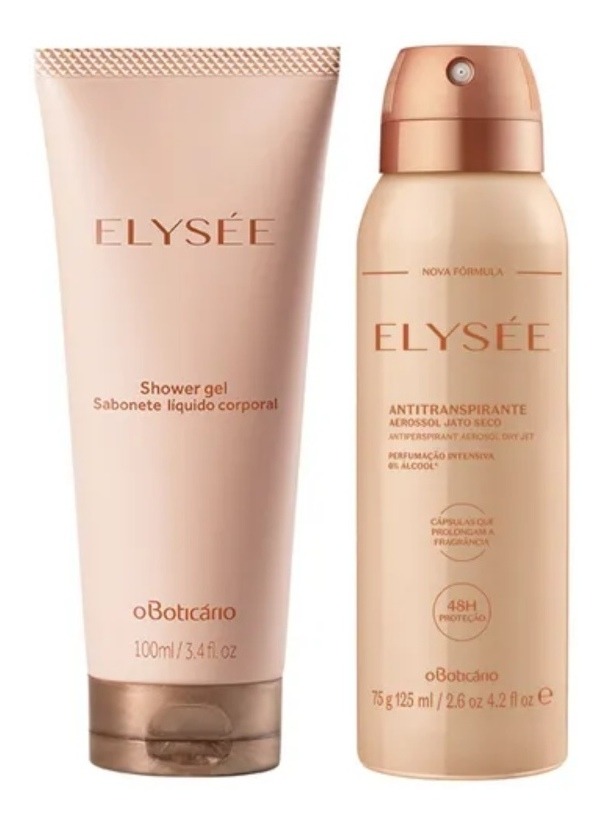 ELYSÉE
Shower gel
Sabonete líquido corporal
oBoticário
100ml / 3.4 fl. oz
NOVA FÓRMULA
ELYSÉE
ANTITRANSPIRANTE
AEROSSOL JATO SECO
ANTIPERSPIRANT AEROSOL DRY JET
PERFUMAÇÃO INTENSIVA
0% ÁLCOOL*
CÁPSULAS QUE
PROLONGAM A
FRAGRÂNCIA
48H
PROTEÇÃO
oBoticário
75 g 125 ml / 2.6 oz 4.2 fl oz ℮